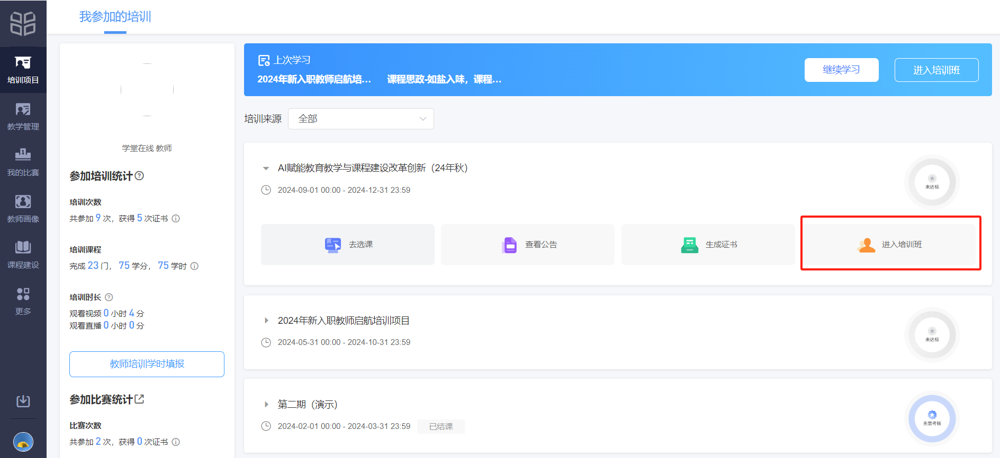 我参加的培训
培训项目
教学管理
我的比赛
教师画像
课程建设
更多
学堂在线 教师
参加培训统计
培训次数
共参加 9 次，获得 5 次证书
培训课程
完成 23 门， 75 学分， 75 学时
培训时长
观看视频 0 小时 4 分
观看直播 0 小时 0 分
教师培训学时填报
参加比赛统计
比赛次数
共参加 2 次，获得 0 次证书
上次学习
2024年新入职教师启航培... 课程思政-如盐入味，课程...
继续学习 进入培训班
培训来源 全部
AI赋能教育教学与课程建设改革创新（24年秋）
2024-09-01 00:00 - 2024-12-31 23:59
未达标
去选课 查看公告 生成证书 进入培训班
2024年新入职教师启航培训项目
2024-05-31 00:00 - 2024-10-31 23:59
未达标
第二期（演示）
2024-02-01 00:00 - 2024-03-31 23:59 已结课
无需考核